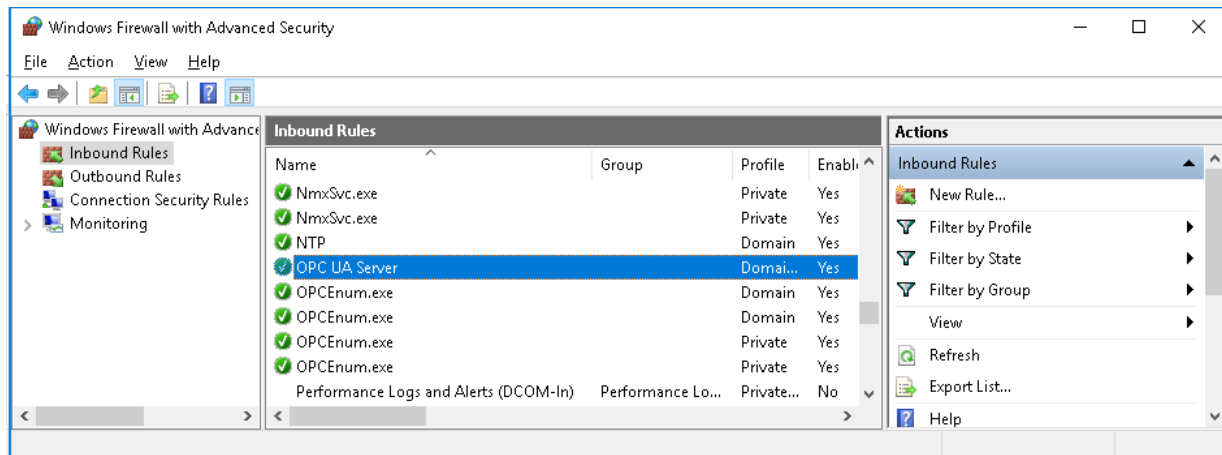 Windows Firewall with Advanced Security
File Action View Help
Windows Firewall with Advance
Inbound Rules
Outbound Rules
Connection Security Rules
Monitoring
Inbound Rules
Name Group Profile Enable
NmxSvc.exe Private Yes
NmxSvc.exe Private Yes
NTP Domain Yes
OPC UA Server Domai... Yes
OPCEnum.exe Domain Yes
OPCEnum.exe Domain Yes
OPCEnum.exe Private Yes
OPCEnum.exe Private Yes
Performance Logs and Alerts (DCOM-In) Performance Lo... Private... No
Actions
Inbound Rules
New Rule...
Filter by Profile
Filter by State
Filter by Group
View
Refresh
Export List...
Help